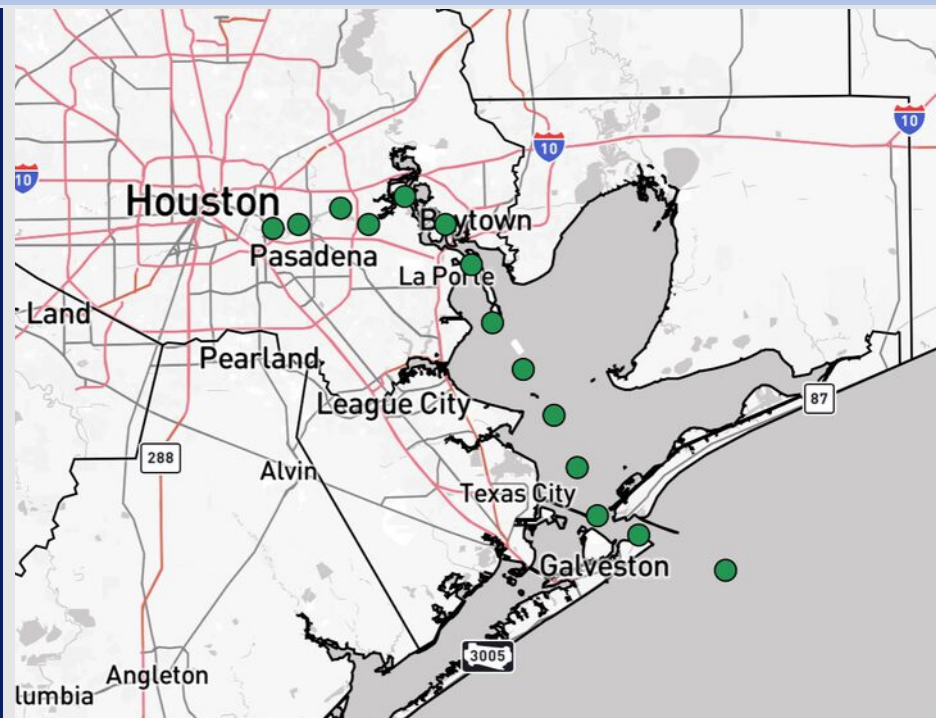 10
10
10
Houston
Baytown
Pasadena
La Porte
Land
Pearland
87
League City
288
Alvin
Texas City
Galveston
3005
Angleton
lumbia